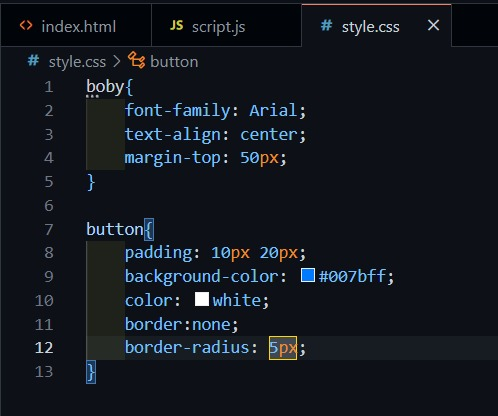 <> index.html JS script.js # style.css ×
# style.css > button
1 boby{
2 font-family: Arial;
3 text-align: center;
4 margin-top: 50px;
5 }
6
7 button{
8 padding: 10px 20px;
9 background-color: #007bff;
10 color: white;
11 border:none;
12 border-radius: 5px;
13 }